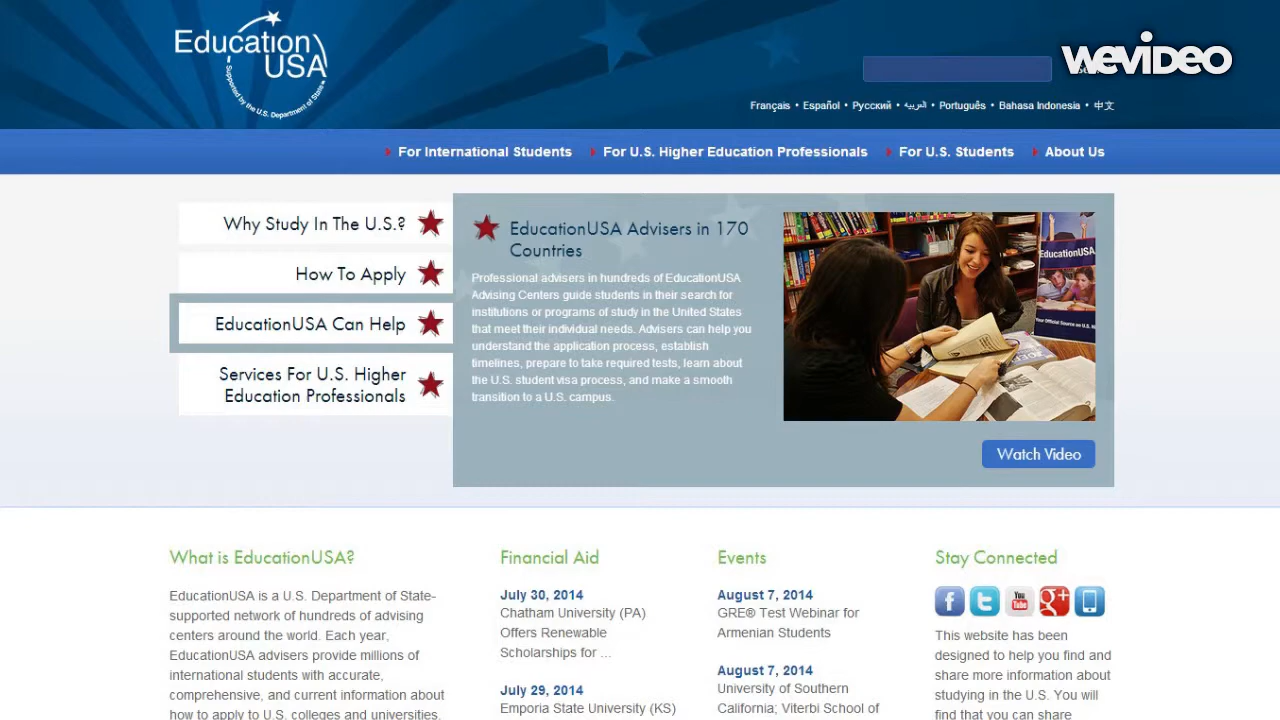 Education
USA
Supported by the U.S. Department of State
WEVIDEO
Français • Español • Русский • العربية • Português • Bahasa Indonesia • 中文
For International Students
For U.S. Higher Education Professionals
For U.S. Students
About Us
Why Study In The U.S.?
How To Apply
EducationUSA Can Help
Services For U.S. Higher
Education Professionals
EducationUSA Advisers in 170
Countries
Professional advisers in hundreds of EducationUSA
Advising Centers guide students in their search for
institutions or programs of study in the United States
that meet their individual needs. Advisers can help you
understand the application process, establish
timelines, prepare to take required tests, learn about
the U.S. student visa process, and make a smooth
transition to a U.S. campus.
EducationUSA
Watch Video
What is EducationUSA?
EducationUSA is a U.S. Department of State-
supported network of hundreds of advising
centers around the world. Each year,
EducationUSA advisers provide millions of
international students with accurate,
comprehensive, and current information about
how to apply to U.S. colleges and universities.
Financial Aid
July 30, 2014
Chatham University (PA)
Offers Renewable
Scholarships for ...
July 29, 2014
Emporia State University (KS)
Events
August 7, 2014
GRE® Test Webinar for
Armenian Students
August 7, 2014
University of Southern
California; Viterbi School of
Stay Connected
You
Tube
This website has been
designed to help you find and
share more information about
studying in the U.S. You will
find that you can share